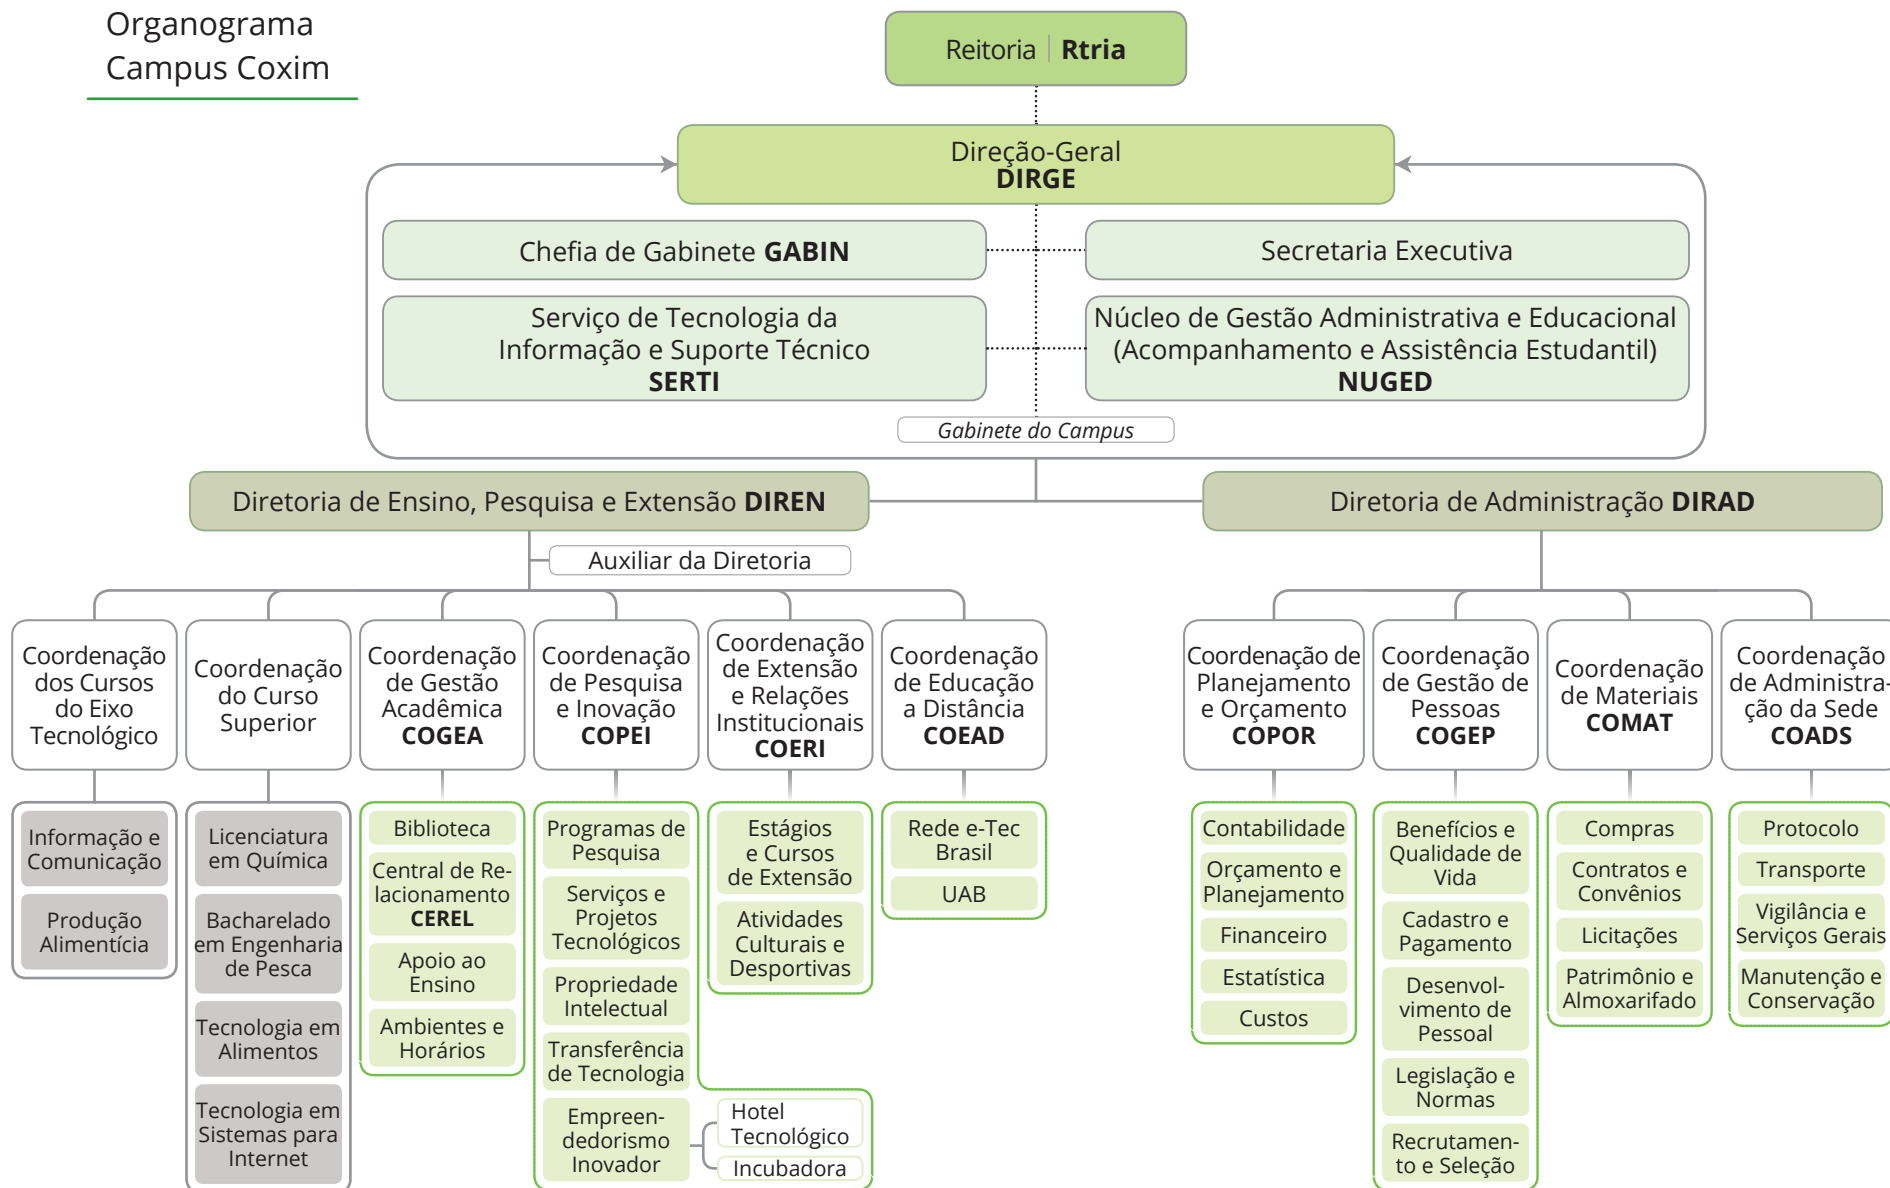 Organograma
Campus Coxim
Reitoria | Rtria
Direção-Geral
DIRGE
Chefia de Gabinete GABIN
Secretaria Executiva
Serviço de Tecnologia da
Informação e Suporte Técnico
SERTI
Núcleo de Gestão Administrativa e Educacional
(Acompanhamento e Assistência Estudantil)
NUGED
Gabinete do Campus
Diretoria de Ensino, Pesquisa e Extensão DIREN
Diretoria de Administração DIRAD
Auxiliar da Diretoria
Coordenação
dos Cursos
do Eixo
Tecnológico
Coordenação
do Curso
Superior
Coordenação
de Gestão
Acadêmica
COGEA
Coordenação
de Pesquisa
e Inovação
COPEI
Coordenação
de Extensão
e Relações
Institucionais
COERI
Coordenação
de Educação
a Distância
COEAD
Coordenação de
Planejamento
e Orçamento
COPOR
Coordenação
de Gestão de
Pessoas
COGEP
Coordenação
de Materiais
COMAT
Coordenação
de Administra-
ção da Sede
COADS
Informação e
Comunicação
Produção
Alimentícia
Licenciatura
em Química
Bacharelado
em Engenharia
de Pesca
Tecnologia em
Alimentos
Tecnologia em
Sistemas para
Internet
Biblioteca
Central de Re-
lacionamento
CEREL
Apoio ao
Ensino
Ambientes e
Horários
Programas de
Pesquisa
Serviços e
Projetos
Tecnológicos
Propriedade
Intelectual
Transferência
de Tecnologia
Empreen-
dedorismo
Inovador
Hotel
Tecnológico
Incubadora
Estágios
e Cursos
de Extensão
Atividades
Culturais e
Desportivas
Rede e-Tec
Brasil
UAB
Contabilidade
Orçamento e
Planejamento
Financeiro
Estatística
Custos
Benefícios e
Qualidade de
Vida
Cadastro e
Pagamento
Desenvol-
vimento de
Pessoal
Legislação e
Normas
Recrutamen-
to e Seleção
Compras
Contratos e
Convênios
Licitações
Patrimônio e
Almoxarifado
Protocolo
Transporte
Vigilância e
Serviços Gerais
Manutenção e
Conservação